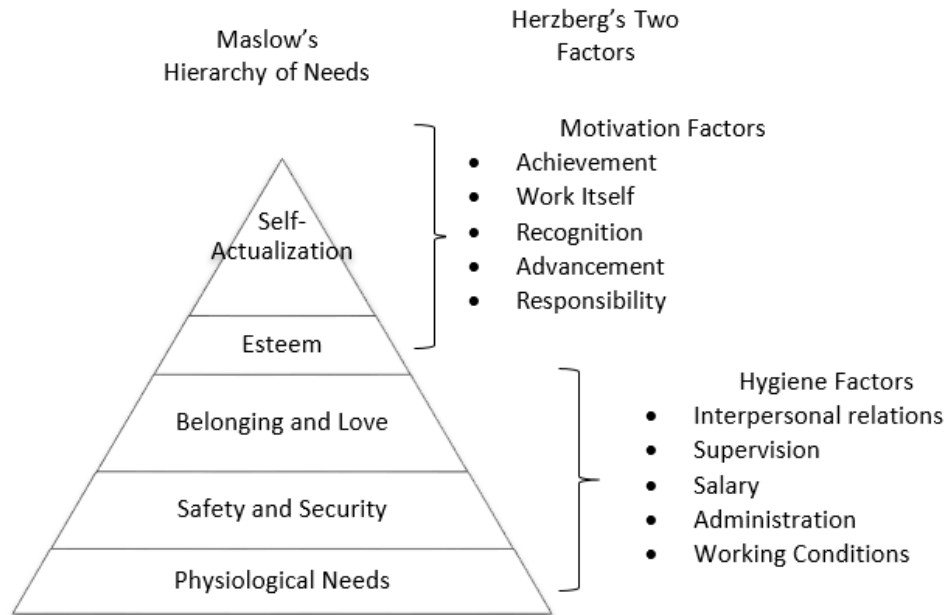 Maslow’s
Hierarchy of Needs
Herzberg’s Two
Factors
Self-
Actualization
Esteem
Belonging and Love
Safety and Security
Physiological Needs
Motivation Factors
• Achievement
• Work Itself
• Recognition
• Advancement
• Responsibility
Hygiene Factors
• Interpersonal relations
• Supervision
• Salary
• Administration
• Working Conditions